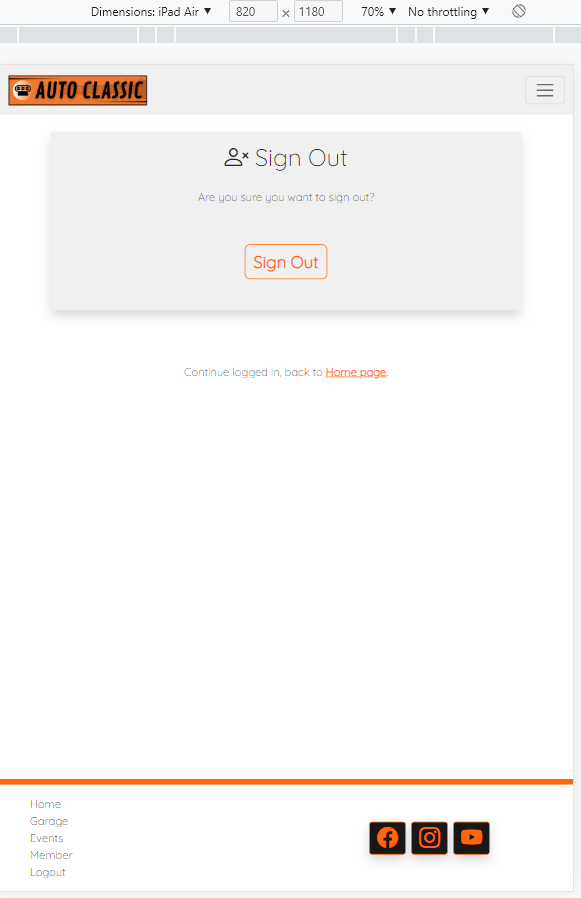 Dimensions: iPad Air ▼ 820 × 1180 70% ▼ No throttling ▼
AUTO CLASSIC
Sign Out
Are you sure you want to sign out?
Sign Out
Continue logged in, back to Home page.
Home
Garage
Events
Member
Logout